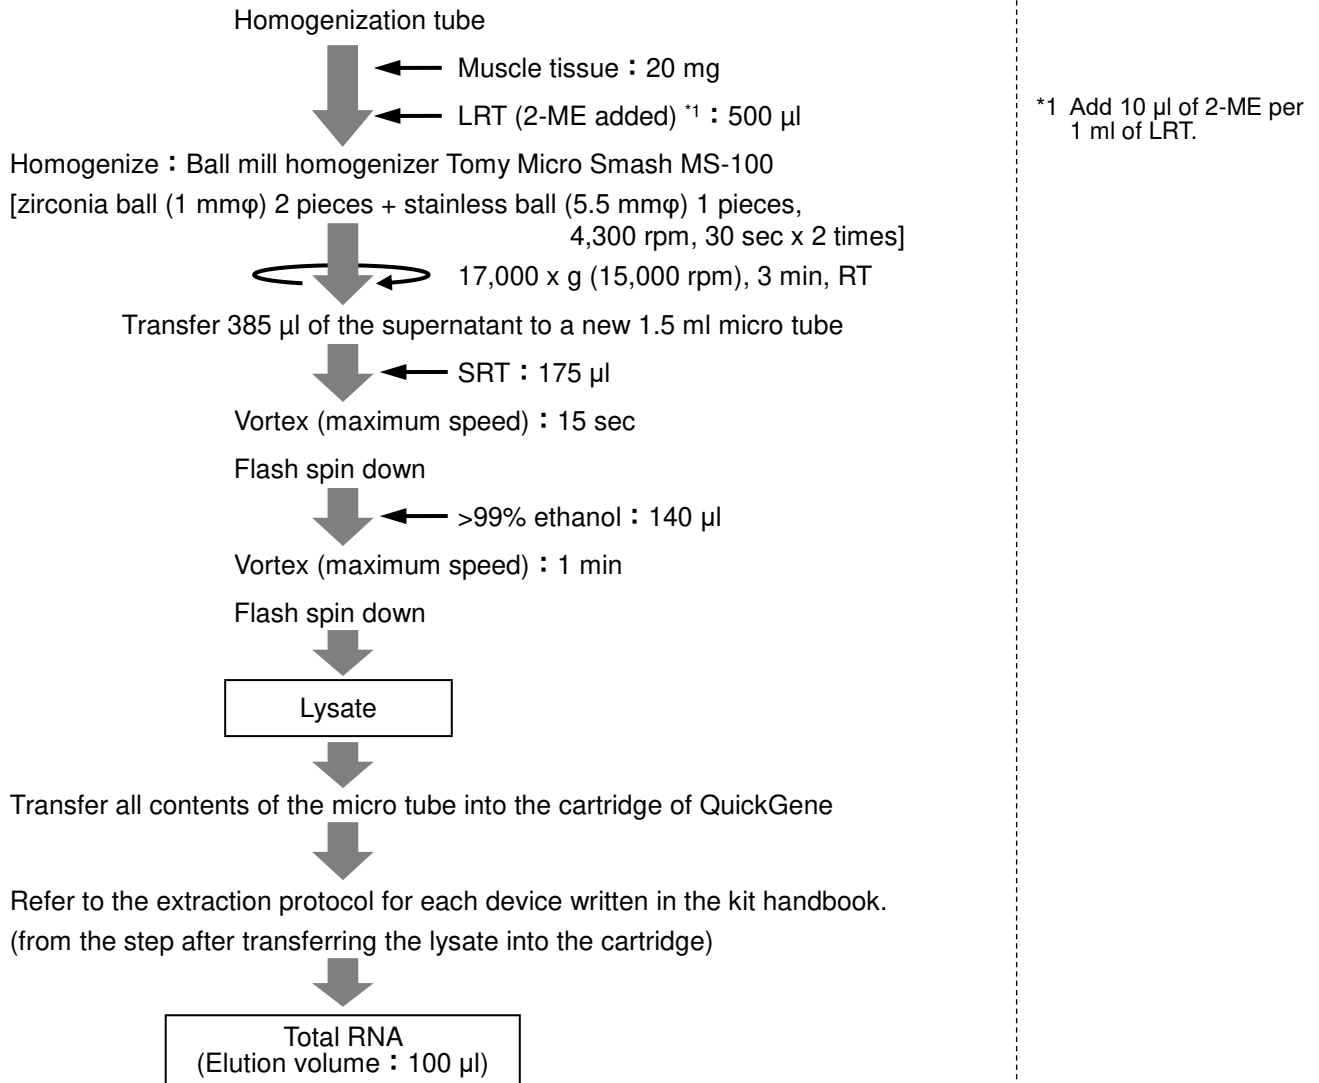 Homogenization tube
Muscle tissue：20 mg
LRT (2-ME added) *1：500 µl
*1 Add 10 µl of 2-ME per
1 ml of LRT.
Homogenize：Ball mill homogenizer Tomy Micro Smash MS-100
[zirconia ball (1 mmφ) 2 pieces + stainless ball (5.5 mmφ) 1 pieces,
4,300 rpm, 30 sec x 2 times]
17,000 x g (15,000 rpm), 3 min, RT
Transfer 385 µl of the supernatant to a new 1.5 ml micro tube
SRT：175 µl
Vortex (maximum speed)：15 sec
Flash spin down
>99% ethanol：140 µl
Vortex (maximum speed)：1 min
Flash spin down
Lysate
Transfer all contents of the micro tube into the cartridge of QuickGene
Refer to the extraction protocol for each device written in the kit handbook.
(from the step after transferring the lysate into the cartridge)
Total RNA
(Elution volume：100 µl)